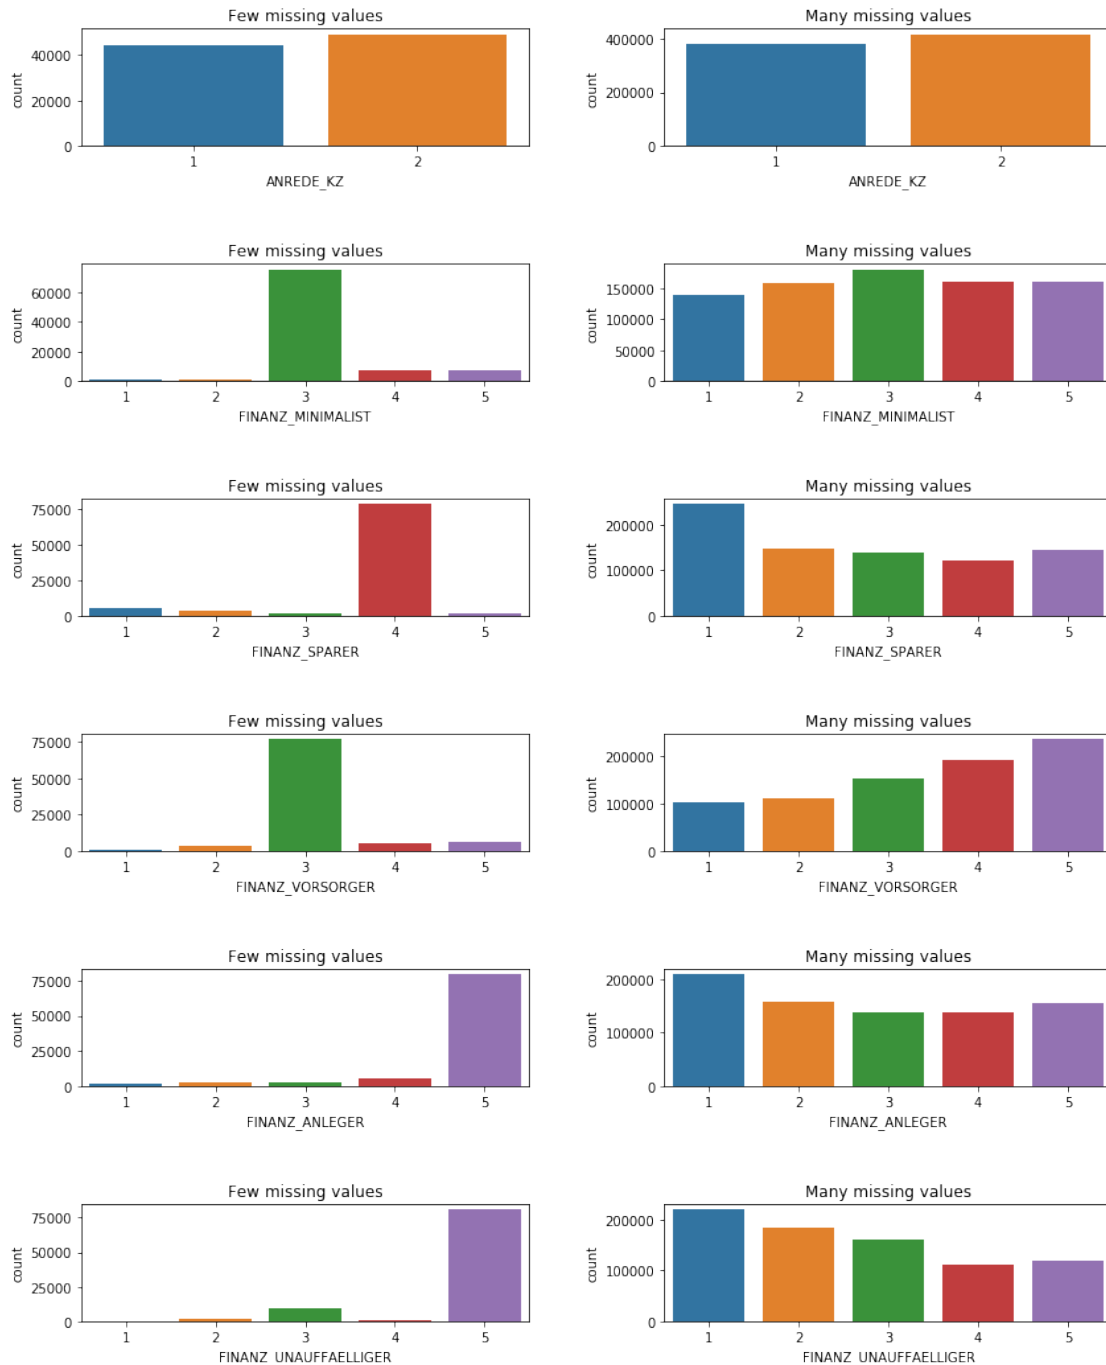 Few missing values
Many missing values
count
40000
20000
0
1
2
ANREDE_KZ
count
400000
200000
0
1
2
ANREDE_KZ
Few missing values
Many missing values
count
60000
40000
20000
0
1 2 3 4 5
FINANZ_MINIMALIST
count
150000
100000
50000
0
1 2 3 4 5
FINANZ_MINIMALIST
Few missing values
Many missing values
count
75000
50000
25000
0
1 2 3 4 5
FINANZ_SPARER
count
200000
100000
0
1 2 3 4 5
FINANZ_SPARER
Few missing values
Many missing values
count
75000
50000
25000
0
1 2 3 4 5
FINANZ_VORSORGER
count
200000
100000
0
1 2 3 4 5
FINANZ_VORSORGER
Few missing values
Many missing values
count
75000
50000
25000
0
1 2 3 4 5
FINANZ_ANLEGER
count
200000
100000
0
1 2 3 4 5
FINANZ_ANLEGER
Few missing values
Many missing values
count
75000
50000
25000
0
1 2 3 4 5
FINANZ_UNAUFFAELLIGER
count
200000
100000
0
1 2 3 4 5
FINANZ_UNAUFFAELLIGER